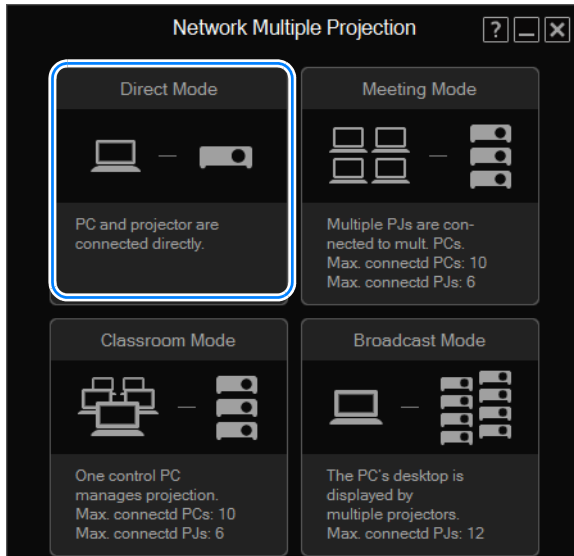 Network Multiple Projection
?
Direct Mode
PC and projector are
connected directly.
Meeting Mode
Multiple PJs are con-
nected to mult. PCs.
Max. connectd PCs: 10
Max. connectd PJs: 6
Classroom Mode
One control PC
manages projection.
Max. connectd PCs: 10
Max. connectd PJs: 6
Broadcast Mode
The PC's desktop is
displayed by
multiple projectors.
Max. connectd PJs: 12